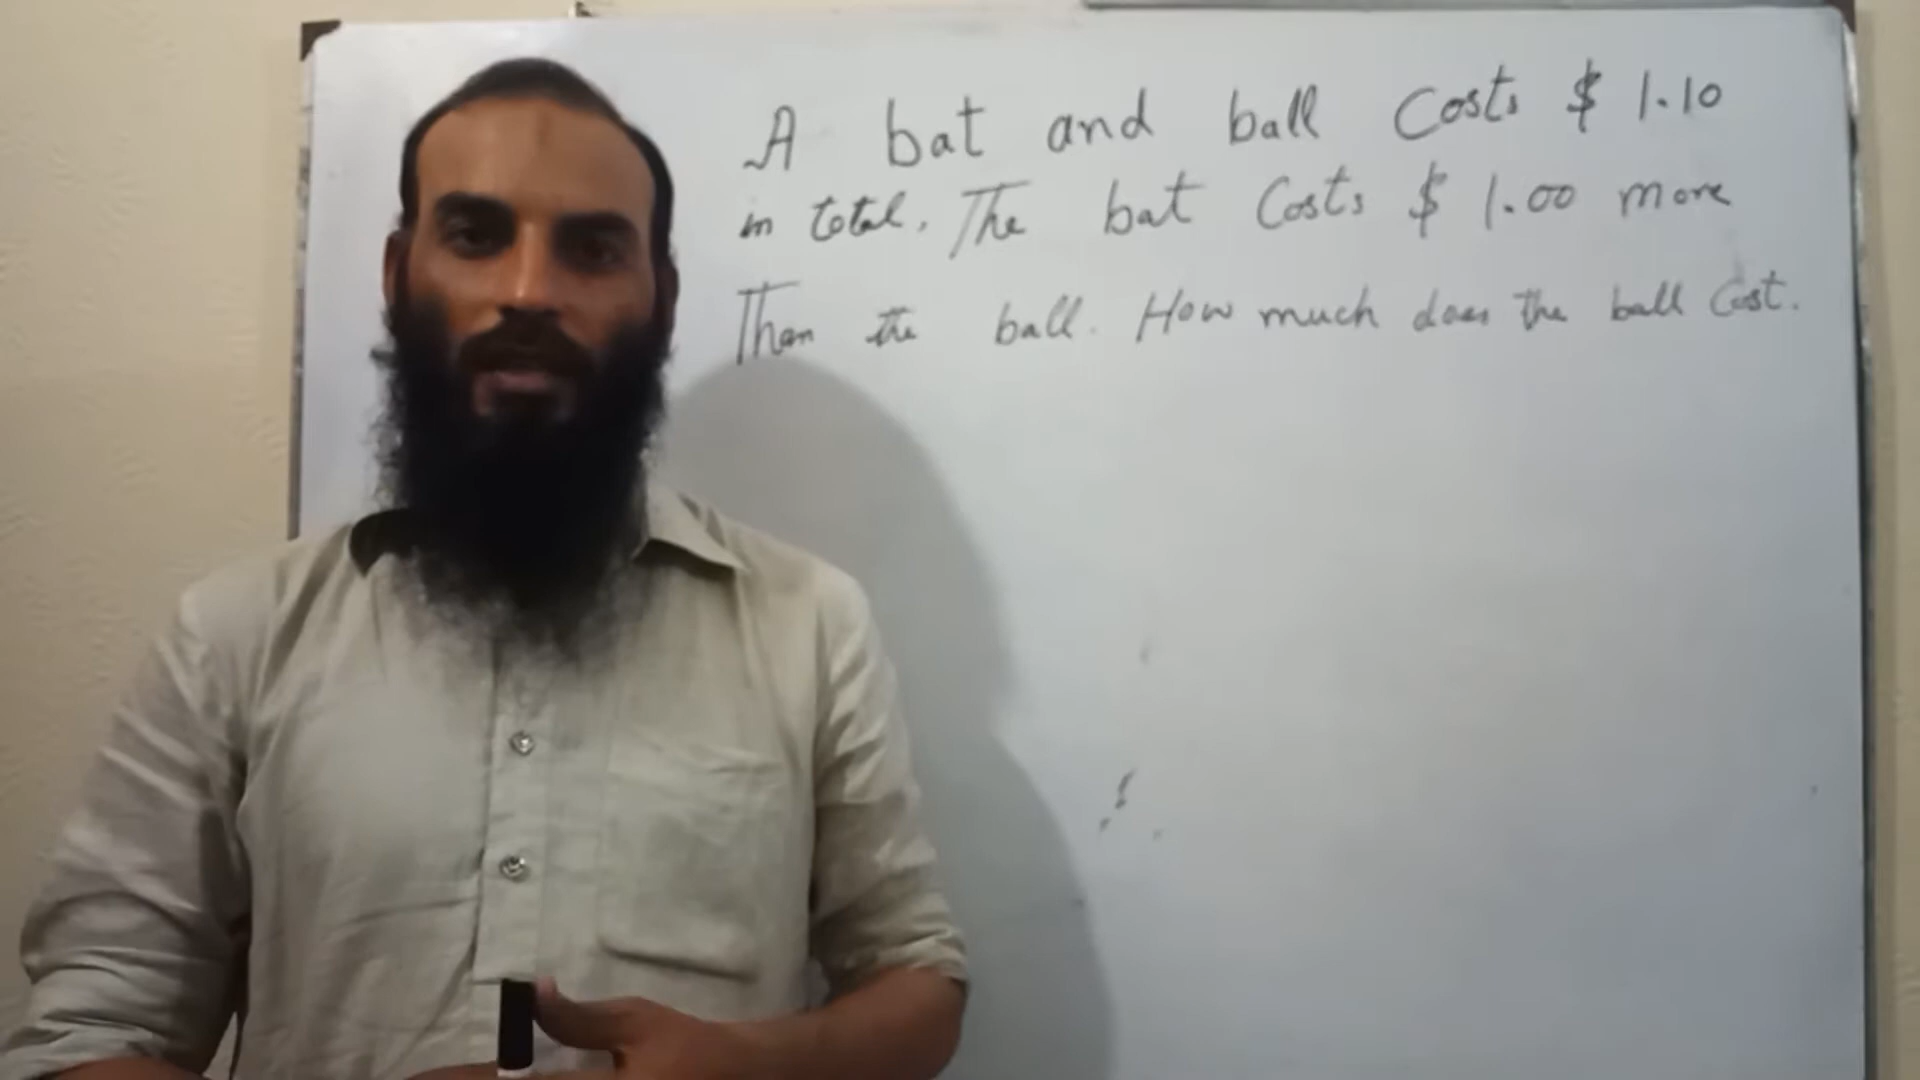 A bat and ball Costs $ 1.10
in total. The bat Costs $ 1.00 more
Than the ball. How much does the ball Cost.